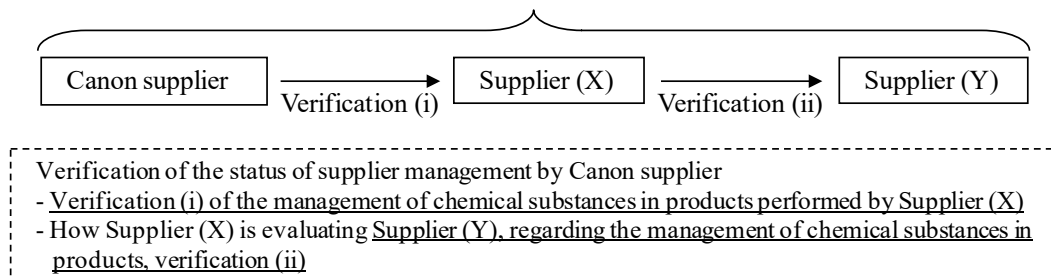 Canon supplier
Supplier (X)
Supplier (Y)
Verification (i)
Verification (ii)
Verification of the status of supplier management by Canon supplier
- Verification (i) of the management of chemical substances in products performed by Supplier (X)
- How Supplier (X) is evaluating Supplier (Y), regarding the management of chemical substances in
products, verification (ii)